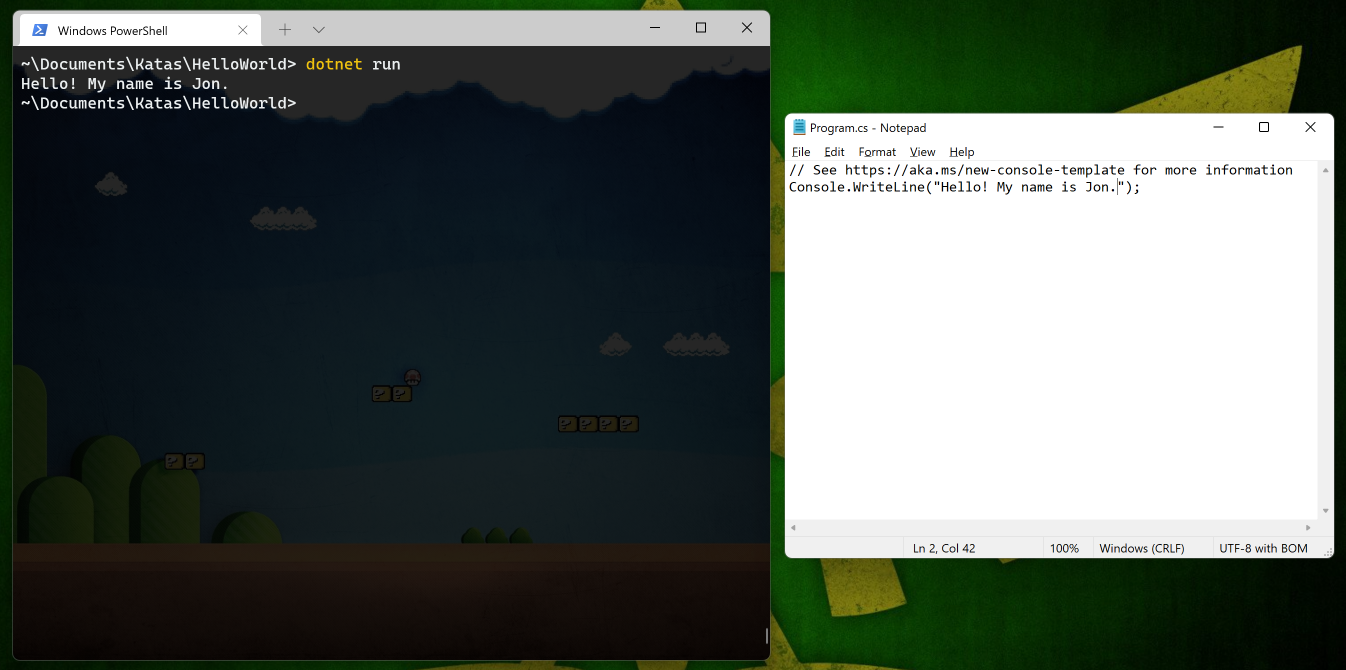 Windows PowerShell
~\Documents\Katas\HelloWorld> dotnet run
Hello! My name is Jon.
~\Documents\Katas\HelloWorld>
Program.cs - Notepad
File Edit Format View Help
// See https://aka.ms/new-console-template for more information
Console.WriteLine("Hello! My name is Jon.");
Ln 2, Col 42 100% Windows (CRLF) UTF-8 with BOM